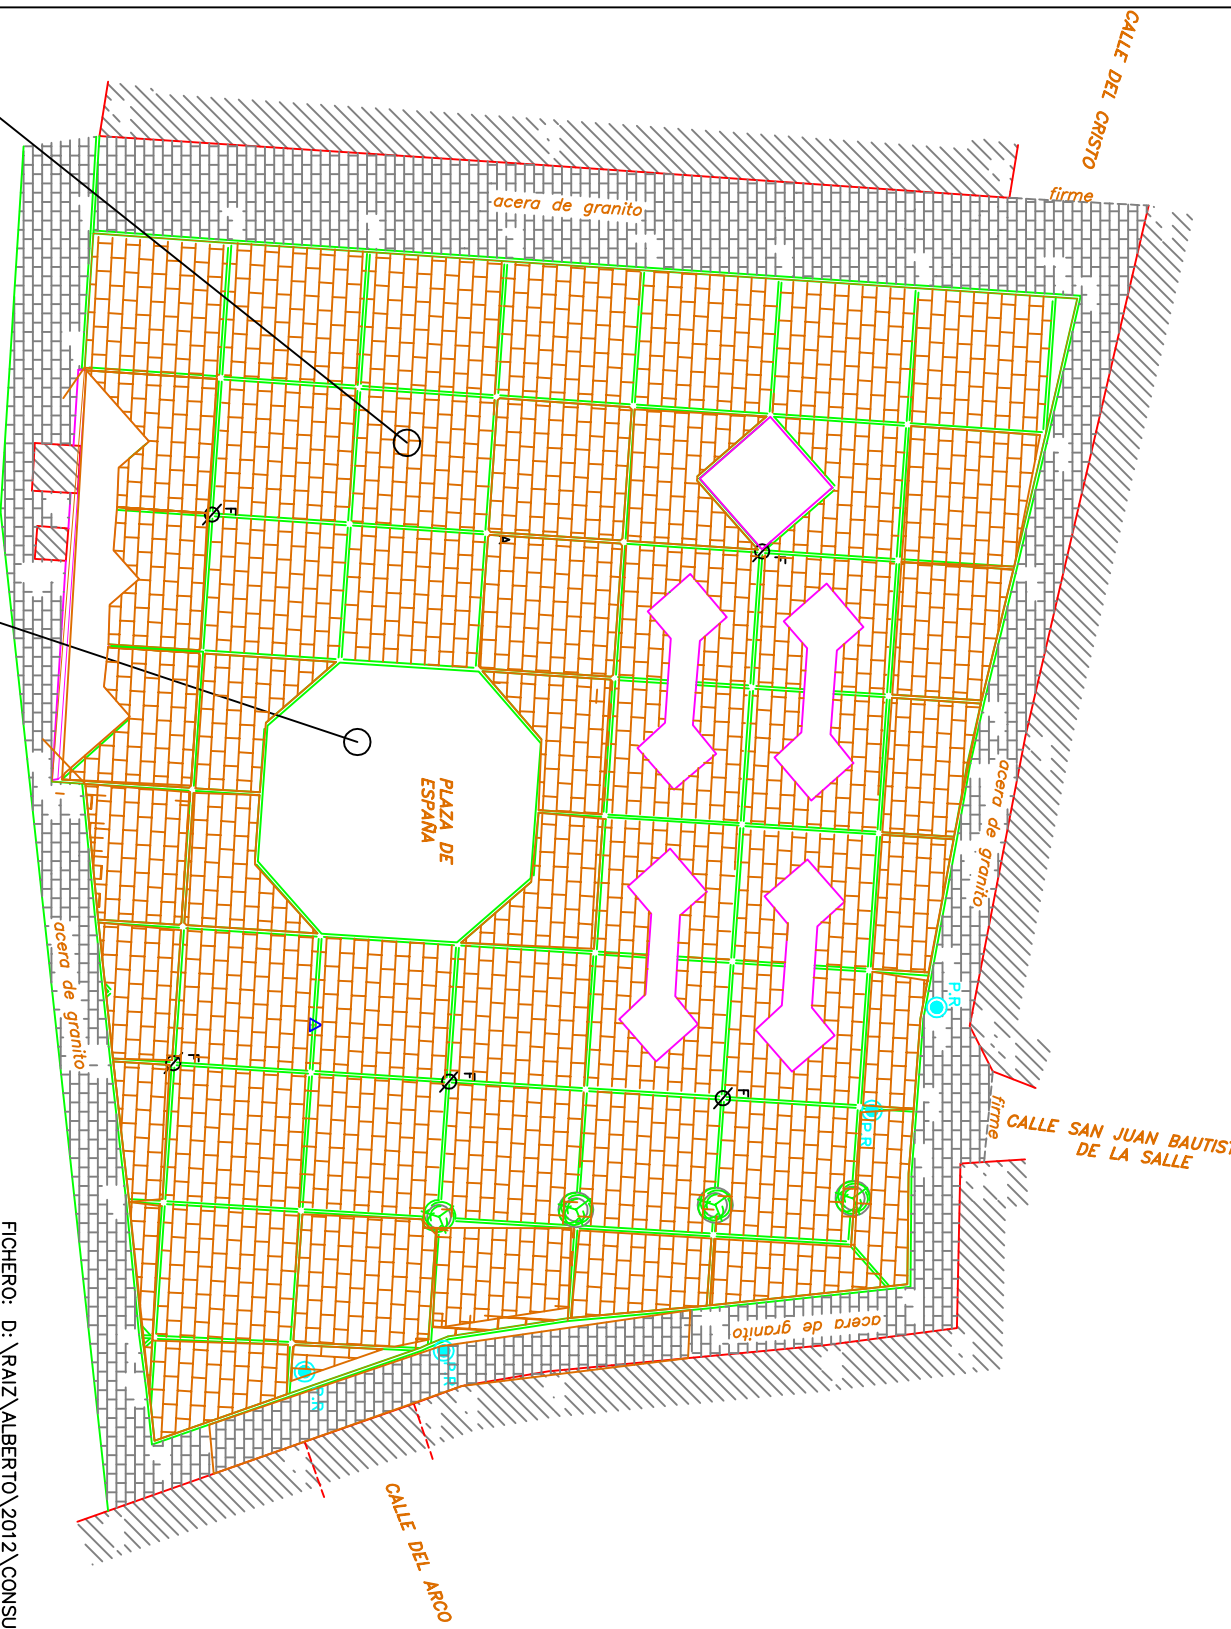 CALLE DEL CRISTO
firme
acera de granito
F
F
PLAZA DE
ESPAÑA
acera de granito
P.R
acera de granito
F
F
F
firme
CALLE SAN JUAN BAUTIST
DE LA SALLE
P.R
acera de granito
P.R
P.R
CALLE DEL ARCO
FICHERO: D:\RAIZ\ALBERTO\2012\CONSU